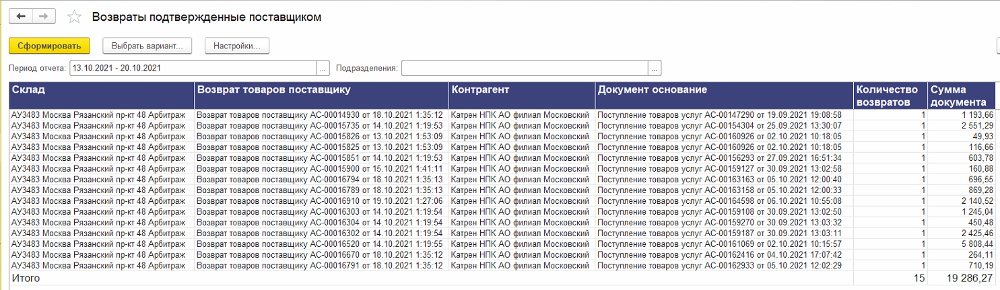 Возвраты подтвержденные поставщиком
Сформировать Выбрать вариант... Настройки...
Период отчета: 13.10.2021 - 20.10.2021 ... Подразделения: ...
Склад Возврат товаров поставщику Контрагент Документ основание Количество возвратов Сумма документа
АУ3483 Москва Рязанский пр-кт 48 Арбитраж Возврат товаров поставщику АС-00014930 от 18.10.2021 1:35:12 Катрен НПК АО филиал Московский Поступление товаров услуг АС-00147290 от 19.09.2021 19:08:58 1 1 193,66
АУ3483 Москва Рязанский пр-кт 48 Арбитраж Возврат товаров поставщику АС-00015735 от 14.10.2021 1:19:53 Катрен НПК АО филиал Московский Поступление товаров услуг АС-00154304 от 25.09.2021 13:30:07 1 2 551,29
АУ3483 Москва Рязанский пр-кт 48 Арбитраж Возврат товаров поставщику АС-00015826 от 13.10.2021 1:53:09 Катрен НПК АО филиал Московский Поступление товаров услуг АС-00160926 от 02.10.2021 10:18:05 1 49,93
АУ3483 Москва Рязанский пр-кт 48 Арбитраж Возврат товаров поставщику АС-00015825 от 13.10.2021 1:53:09 Катрен НПК АО филиал Московский Поступление товаров услуг АС-00160926 от 02.10.2021 10:18:05 1 116,66
АУ3483 Москва Рязанский пр-кт 48 Арбитраж Возврат товаров поставщику АС-00015851 от 14.10.2021 1:19:53 Катрен НПК АО филиал Московский Поступление товаров услуг АС-00156293 от 27.09.2021 16:51:34 1 603,78
АУ3483 Москва Рязанский пр-кт 48 Арбитраж Возврат товаров поставщику АС-00015900 от 15.10.2021 1:41:11 Катрен НПК АО филиал Московский Поступление товаров услуг АС-00159127 от 30.09.2021 13:02:58 1 160,88
АУ3483 Москва Рязанский пр-кт 48 Арбитраж Возврат товаров поставщику АС-00016794 от 18.10.2021 1:35:13 Катрен НПК АО филиал Московский Поступление товаров услуг АС-00163163 от 05.10.2021 12:00:40 1 696,55
АУ3483 Москва Рязанский пр-кт 48 Арбитраж Возврат товаров поставщику АС-00016789 от 18.10.2021 1:35:13 Катрен НПК АО филиал Московский Поступление товаров услуг АС-00163158 от 05.10.2021 12:00:33 1 869,28
АУ3483 Москва Рязанский пр-кт 48 Арбитраж Возврат товаров поставщику АС-00016910 от 19.10.2021 1:27:06 Катрен НПК АО филиал Московский Поступление товаров услуг АС-00164598 от 06.10.2021 10:55:08 1 2 140,52
АУ3483 Москва Рязанский пр-кт 48 Арбитраж Возврат товаров поставщику АС-00016303 от 14.10.2021 1:19:54 Катрен НПК АО филиал Московский Поступление товаров услуг АС-00159108 от 30.09.2021 13:02:50 1 1 245,04
АУ3483 Москва Рязанский пр-кт 48 Арбитраж Возврат товаров поставщику АС-00016304 от 14.10.2021 1:19:54 Катрен НПК АО филиал Московский Поступление товаров услуг АС-00159270 от 30.09.2021 13:03:32 1 450,48
АУ3483 Москва Рязанский пр-кт 48 Арбитраж Возврат товаров поставщику АС-00016302 от 14.10.2021 1:19:54 Катрен НПК АО филиал Московский Поступление товаров услуг АС-00159187 от 30.09.2021 13:03:11 1 2 425,46
АУ3483 Москва Рязанский пр-кт 48 Арбитраж Возврат товаров поставщику АС-00016520 от 14.10.2021 1:19:55 Катрен НПК АО филиал Московский Поступление товаров услуг АС-00161069 от 02.10.2021 10:15:57 1 5 808,44
АУ3483 Москва Рязанский пр-кт 48 Арбитраж Возврат товаров поставщику АС-00016670 от 18.10.2021 1:35:12 Катрен НПК АО филиал Московский Поступление товаров услуг АС-00162416 от 04.10.2021 17:07:42 1 264,11
АУ3483 Москва Рязанский пр-кт 48 Арбитраж Возврат товаров поставщику АС-00016791 от 18.10.2021 1:35:12 Катрен НПК АО филиал Московский Поступление товаров услуг АС-00162933 от 05.10.2021 12:02:29 1 710,19
Итого 15 19 286,27